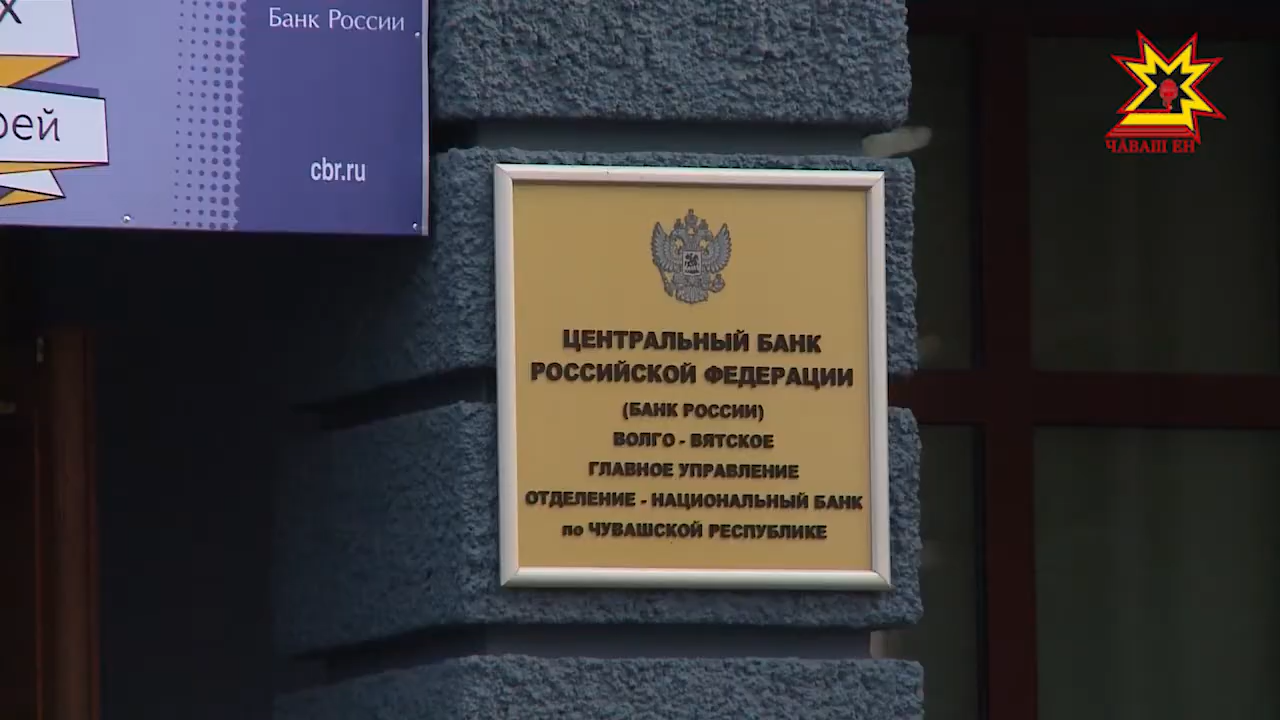 Банк России
рей
cbr.ru
ЧӐВАШ ЕН
ЦЕНТРАЛЬНЫЙ БАНК
РОССИЙСКОЙ ФЕДЕРАЦИИ
(БАНК РОССИИ)
ВОЛГО - ВЯТСКОЕ
ГЛАВНОЕ УПРАВЛЕНИЕ
ОТДЕЛЕНИЕ - НАЦИОНАЛЬНЫЙ БАНК
по ЧУВАШСКОЙ РЕСПУБЛИКЕ